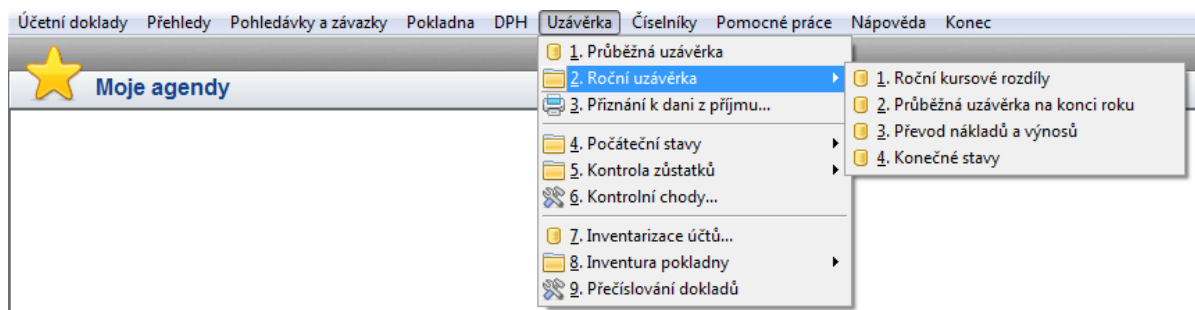 Účetní doklady Přehledy Pohledávky a závazky Pokladna DPH Uzávěrka Číselníky Pomocné práce Nápověda Konec
Moje agendy
1. Průběžná uzávěrka
2. Roční uzávěrka
3. Přiznání k dani z příjmu...
4. Počáteční stavy
5. Kontrola zůstatků
6. Kontrolní chody...
7. Inventarizace účtů...
8. Inventura pokladny
9. Přečíslování dokladů
1. Roční kursové rozdíly
2. Průběžná uzávěrka na konci roku
3. Převod nákladů a výnosů
4. Konečné stavy